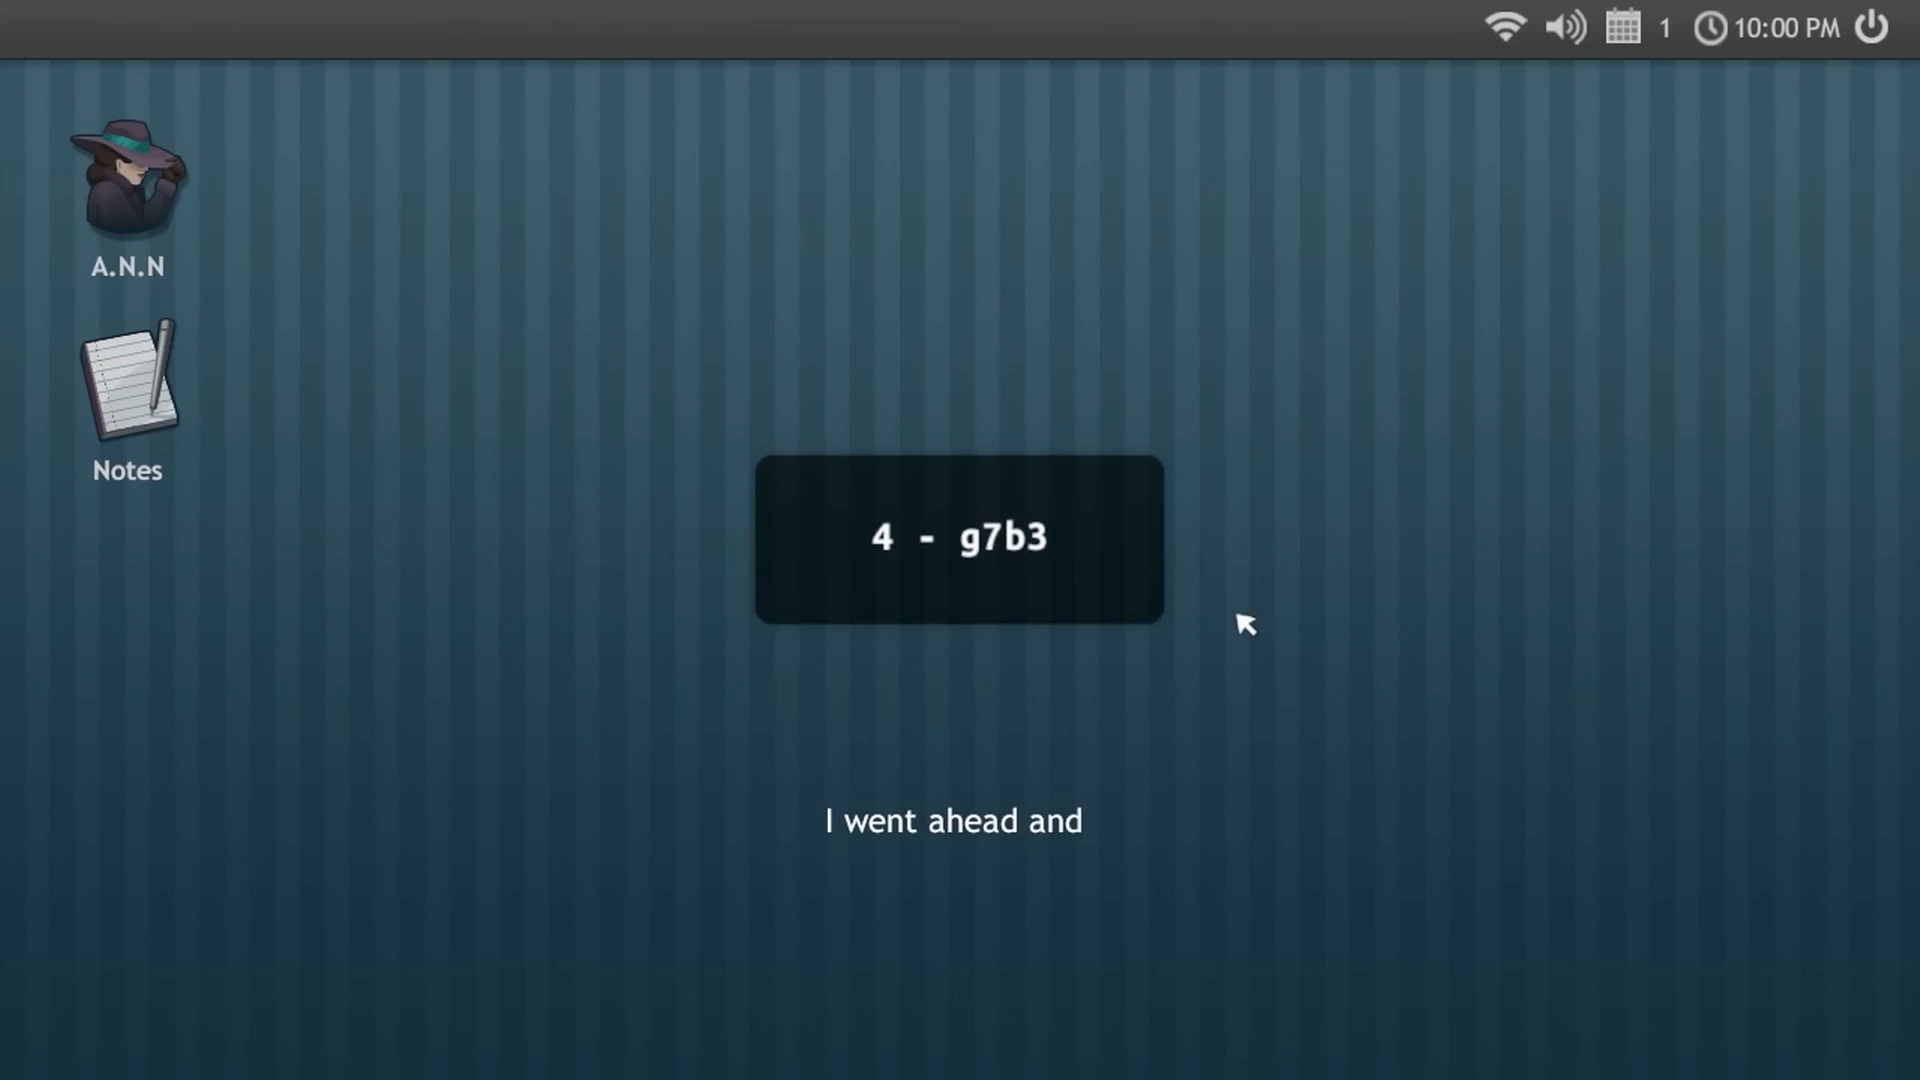 1 10:00 PM
A.N.N
Notes
4 - g7b3
I went ahead and